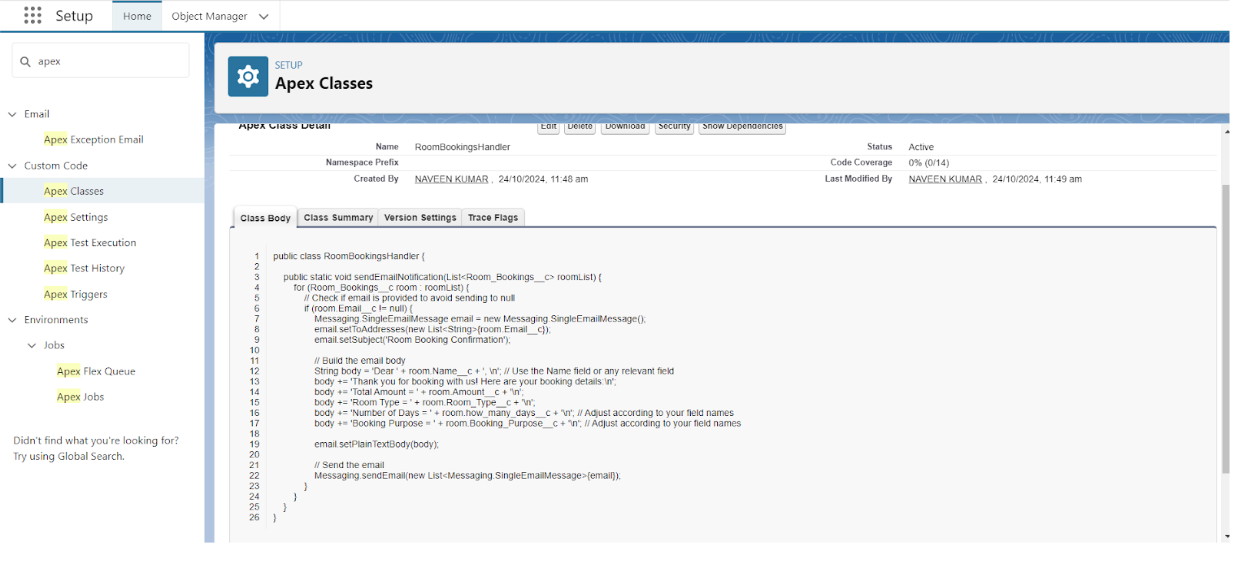 Setup Home Object Manager
apex
Email
Apex Exception Email
Custom Code
Apex Classes
Apex Settings
Apex Test Execution
Apex Test History
Apex Triggers
Environments
Jobs
Apex Flex Queue
Apex Jobs
Didn't find what you're looking for?
Try using Global Search.
SETUP
Apex Classes
Apex Class Detail Edit Delete Download Security Show Dependencies
Name RoomBookingsHandler Status Active
Namespace Prefix Code Coverage 0% (0/14)
Created By NAVEEN KUMAR , 24/10/2024, 11:48 am Last Modified By NAVEEN KUMAR , 24/10/2024, 11:49 am
Class Body Class Summary Version Settings Trace Flags
1 public class RoomBookingsHandler {
2
3 public static void sendEmailNotification(List<Room_Bookings__c> roomList) {
4 for (Room_Bookings__c room : roomList) {
5 // Check if email is provided to avoid sending to null
6 if (room.Email__c != null) {
7 Messaging.SingleEmailMessage email = new Messaging.SingleEmailMessage();
8 email.setToAddresses(new List<String>{room.Email__c});
9 email.setSubject('Room Booking Confirmation');
10
11 // Build the email body
12 String body = 'Dear ' + room.Name__c + ', \n'; // Use the Name field or any relevant field
13 body += 'Thank you for booking with us! Here are your booking details:\n';
14 body += 'Total Amount = ' + room.Amount__c + '\n';
15 body += 'Room Type = ' + room.Room_Type__c + '\n';
16 body += 'Number of Days = ' + room.how_many_days__c + '\n'; // Adjust according to your field names
17 body += 'Booking Purpose = ' + room.Booking_Purpose__c + '\n'; // Adjust according to your field names
18
19 email.setPlainTextBody(body);
20
21 // Send the email
22 Messaging.sendEmail(new List<Messaging.SingleEmailMessage>{email});
23 }
24 }
25 }
26 }